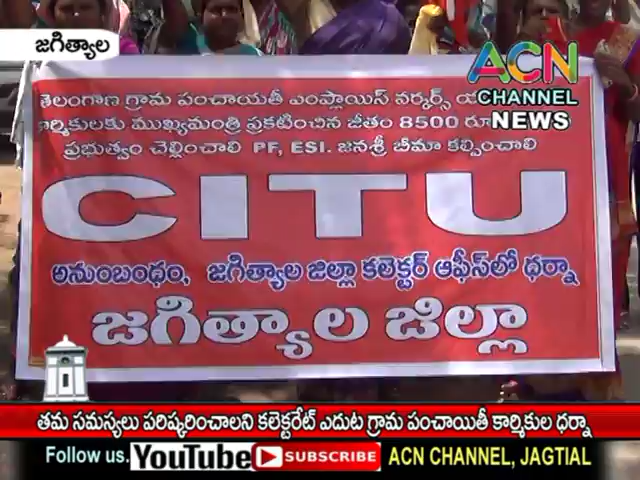 జగిత్యాల
ACN
CHANNEL
NEWS
తెలంగాణ గ్రామ పంచాయతీ ఎంప్లాయిస్ వర్కర్స్
కార్మికులకు ముఖ్యమంత్రి ప్రకటించిన జీతం 8500 రూ
ప్రభుత్వం చెల్లించాలి PF, ESI. జనశ్రీ భీమా కల్పించాలి
CITU
అనుంబంధం, జగిత్యాల జిల్లా కలెక్టర్ ఆఫీస్‌లో ధర్నా
జగిత్యాల జిల్లా
తమ సమస్యలు పరిష్కరించాలని కలెక్టరేట్ ఎదుట గ్రామ పంచాయితీ కార్మికుల ధర్నా
Follow us. YouTube SUBSCRIBE ACN CHANNEL, JAGTIAL